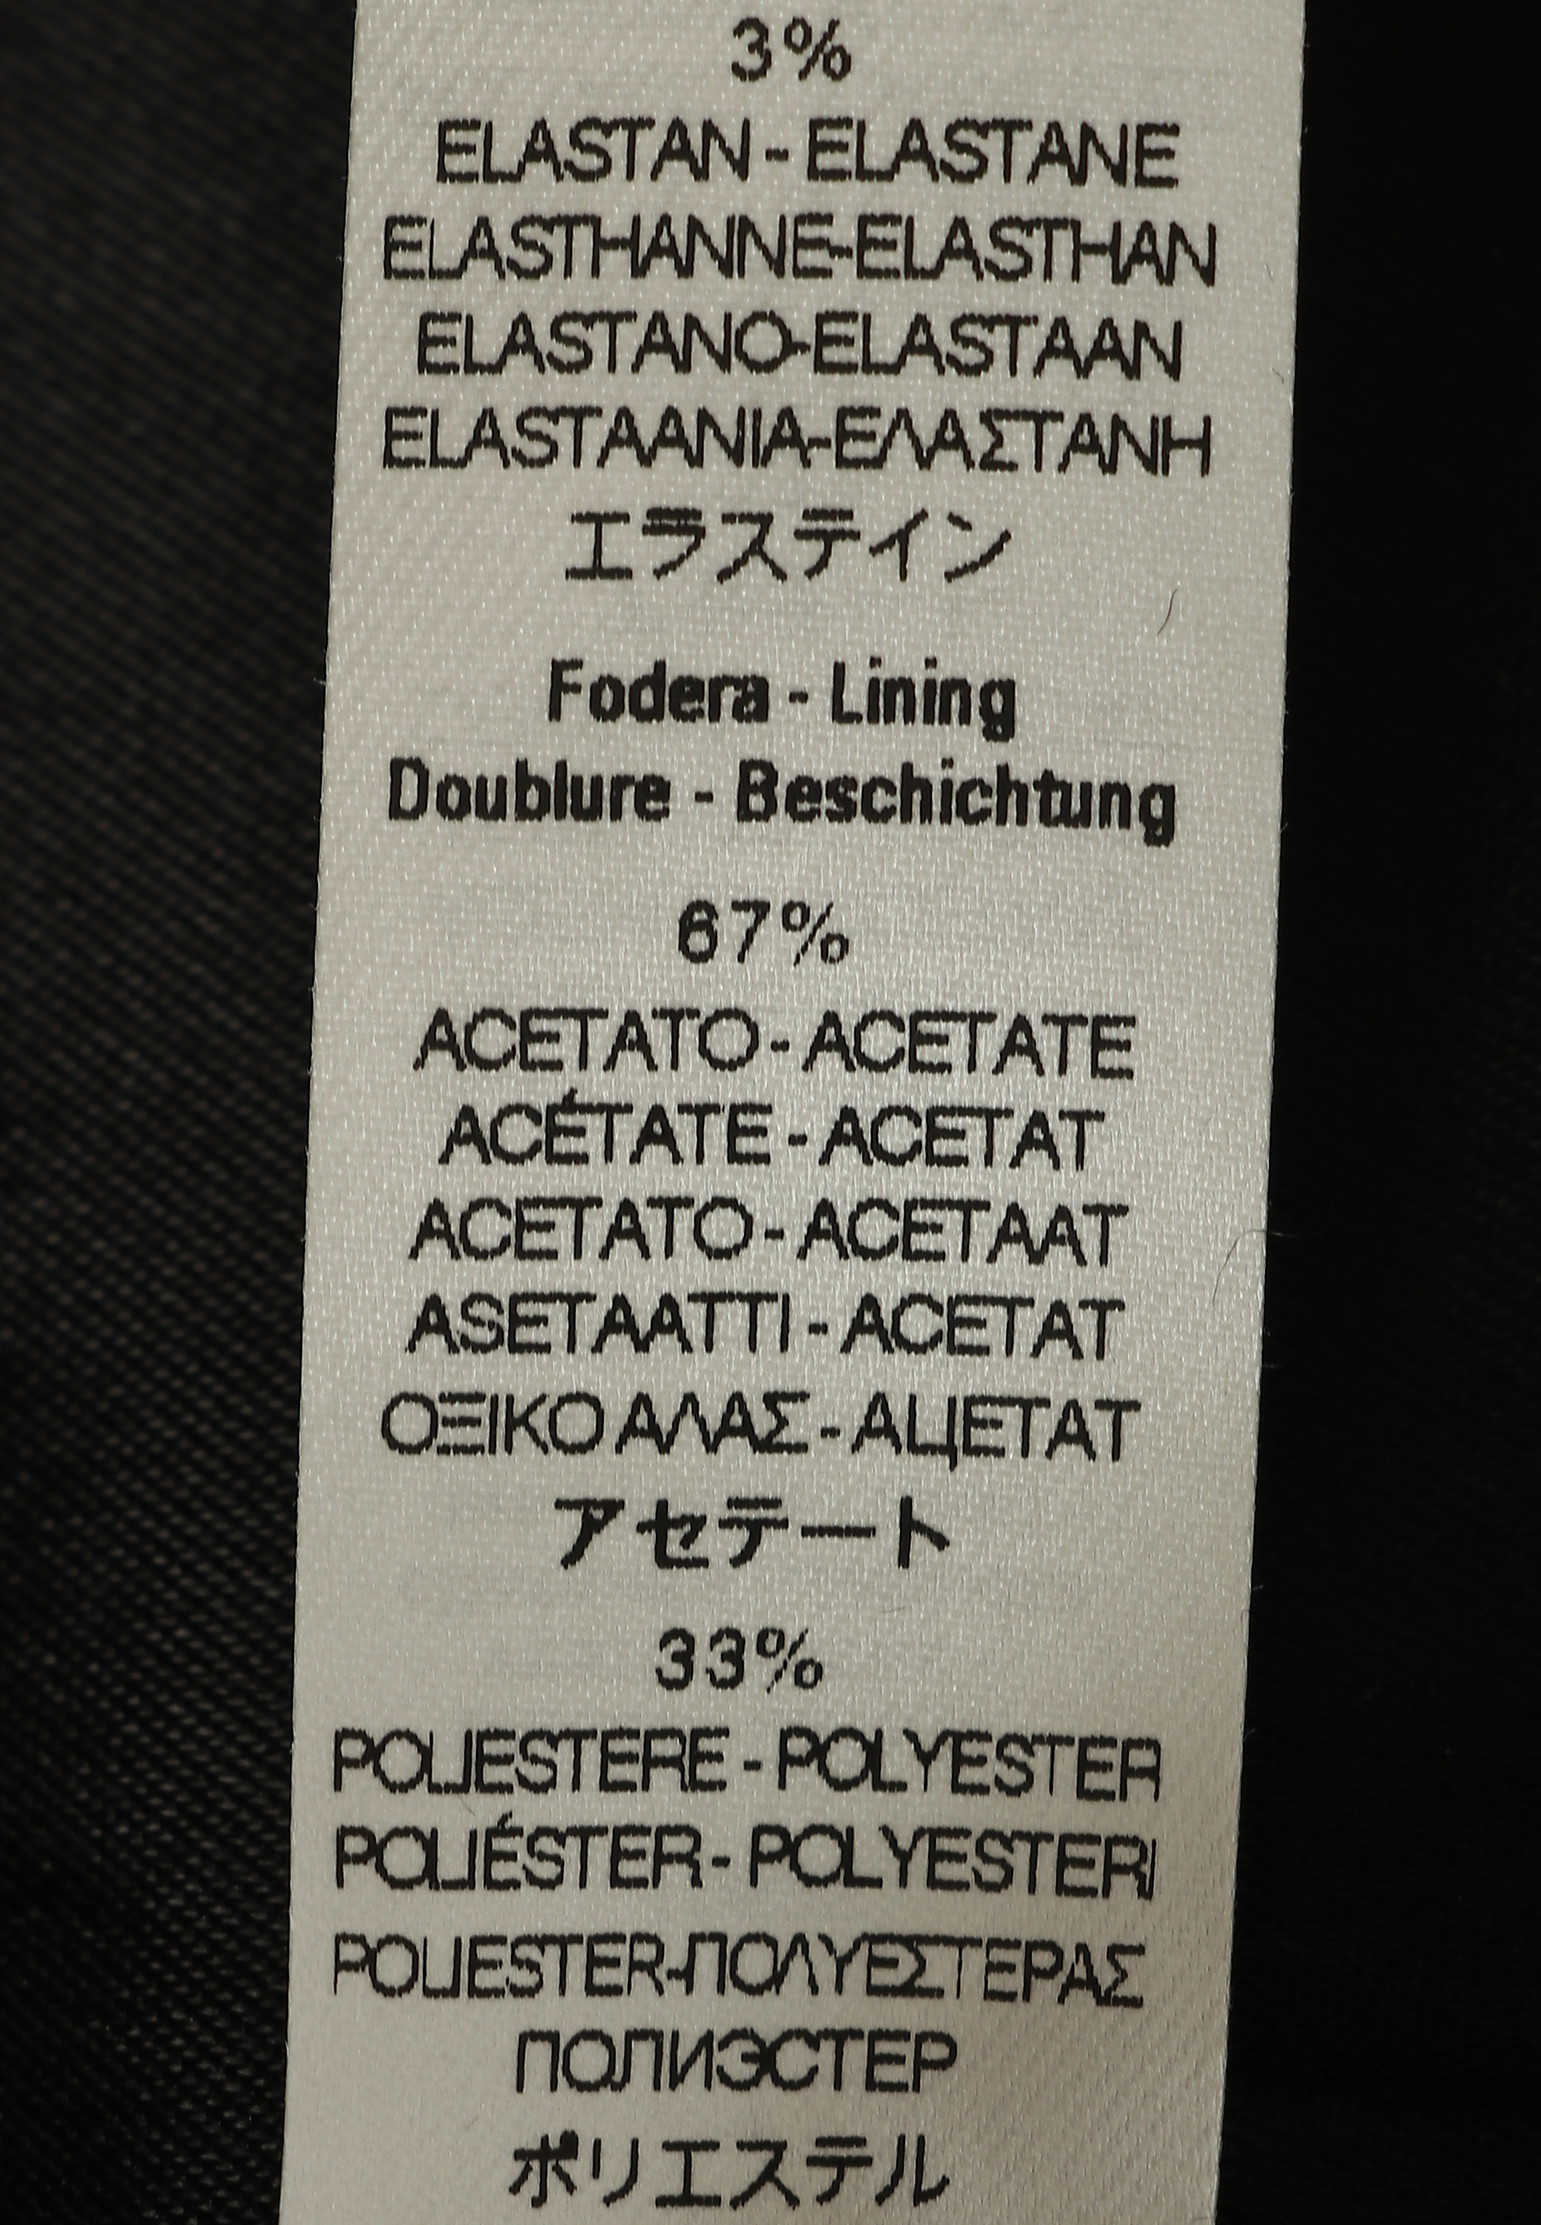 3%
ELASTAN - ELASTANE
ELASTHANNE-ELASTHAN
ELASTANO-ELASTAAN
ELASTAANIA-ΕΛΑΣΤΑΝΗ
エラステイン
Fodera - Lining
Doublure - Beschichtung
67%
ACETATO - ACETATE
ACÉTATE - ACETAT
ACETATO - ACETAAT
ASETAATTI - ACETAT
ΟΞΙΚΟ ΑΛΑΣ - АЦЕТАТ
アセテート
33%
POLIESTERE - POLYESTER
POLIÉSTER - POLYESTERI
POLIESTER-ΠΟΛΥΕΣΤΕΡΑΣ
ПОЛИЭСТЕР
ポリエステル